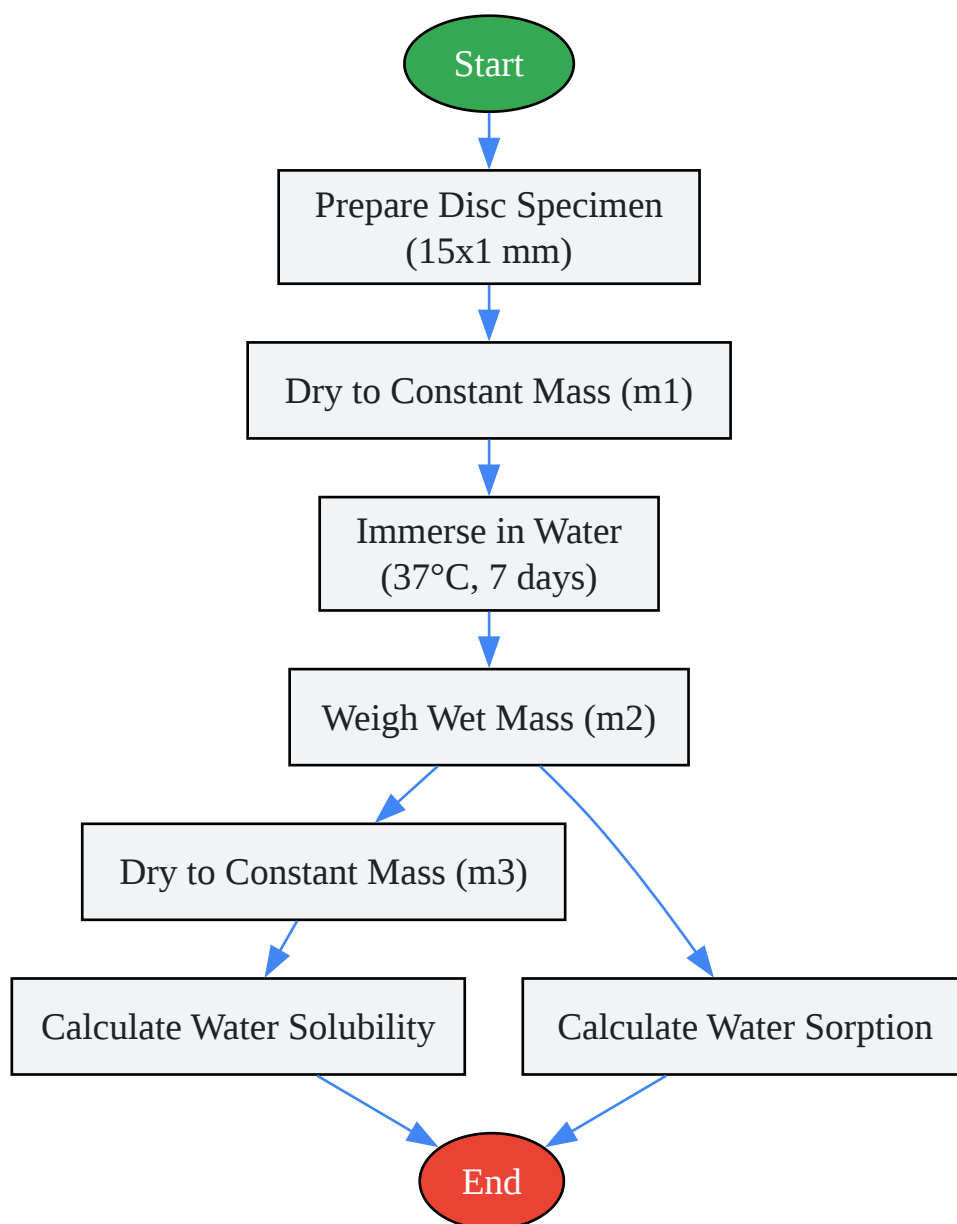 Start
Prepare Disc Specimen
(15x1 mm)
Dry to Constant Mass (m1)
Immerse in Water
(37°C, 7 days)
Weigh Wet Mass (m2)
Dry to Constant Mass (m3)
Calculate Water Solubility
Calculate Water Sorption
End